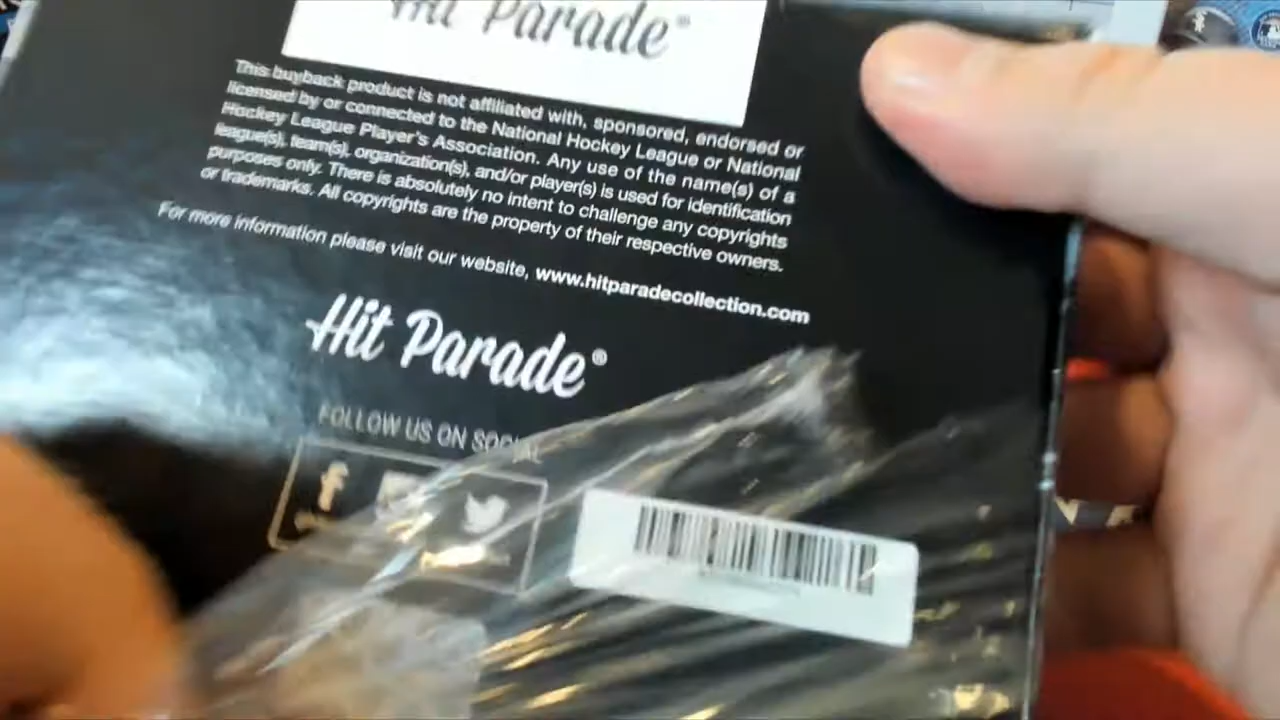 Hit Parade®
This buyback product is not affiliated with, sponsored, endorsed or
licensed by or connected to the National Hockey League or National
Hockey League Player's Association. Any use of the name(s) of a
league(s), team(s), organization(s), and/or player(s) is used for identification
purposes only. There is absolutely no intent to challenge any copyrights
or trademarks. All copyrights are the property of their respective owners.
For more information please visit our website, www.hitparadecollection.com
Hit Parade®
FOLLOW US ON SOCIAL
f